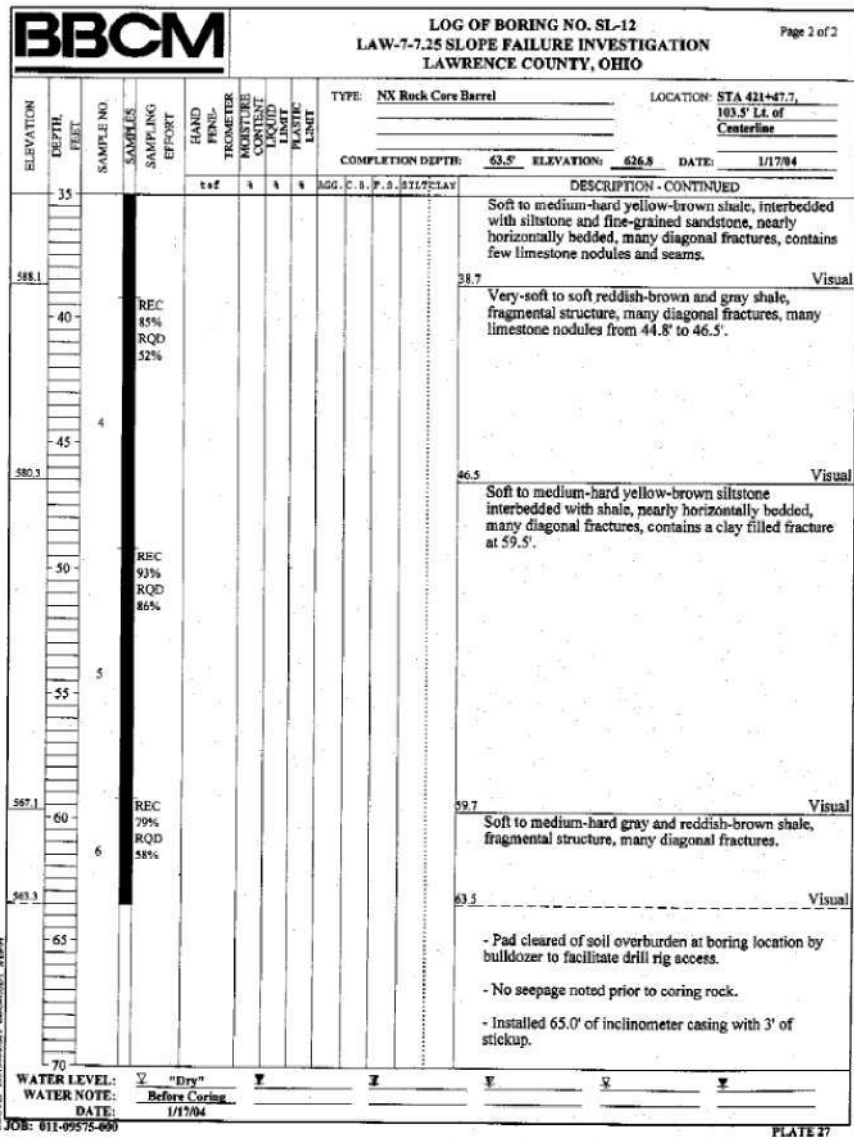 BBCM
LOG OF BORING NO. SL-12
LAW-7-7.25 SLOPE FAILURE INVESTIGATION
LAWRENCE COUNTY, OHIO
Page 2 of 2
ELEVATION
DEPTH, FEET
SAMPLE NO.
SAMPLES
SAMPLING EFFORT
HAND PENE-TROMETER
MOISTURE CONTENT
LIQUID LIMIT
PLASTIC LIMIT
TYPE: NX Rock Core Barrel
LOCATION: STA 421+47.7,
103.5' Lt. of
Centerline
COMPLETION DEPTH: 63.5' ELEVATION: 626.8 DATE: 1/17/04
tsf % % % AGG. C.S. F.S. SILT CLAY
DESCRIPTION - CONTINUED
35
Soft to medium-hard yellow-brown shale, interbedded
with siltstone and fine-grained sandstone, nearly
horizontally bedded, many diagonal fractures, contains
few limestone nodules and seams.
588.1
38.7 Visual
REC
85%
RQD
52%
40
Very-soft to soft reddish-brown and gray shale,
fragmental structure, many diagonal fractures, many
limestone nodules from 44.8' to 46.5'.
4
45
580.3
46.5 Visual
Soft to medium-hard yellow-brown siltstone
interbedded with shale, nearly horizontally bedded,
many diagonal fractures, contains a clay filled fracture
at 59.5'.
REC
93%
RQD
86%
50
5
55
567.1
59.7 Visual
REC
79%
RQD
58%
60
Soft to medium-hard gray and reddish-brown shale,
fragmental structure, many diagonal fractures.
6
563.3
63.5 Visual
65
- Pad cleared of soil overburden at boring location by
bulldozer to facilitate drill rig access.
- No seepage noted prior to coring rock.
- Installed 65.0' of inclinometer casing with 3' of
stickup.
70
WATER LEVEL: "Dry"
WATER NOTE: Before Coring
DATE: 1/17/04
JOB: 011-09575-000
PLATE 27